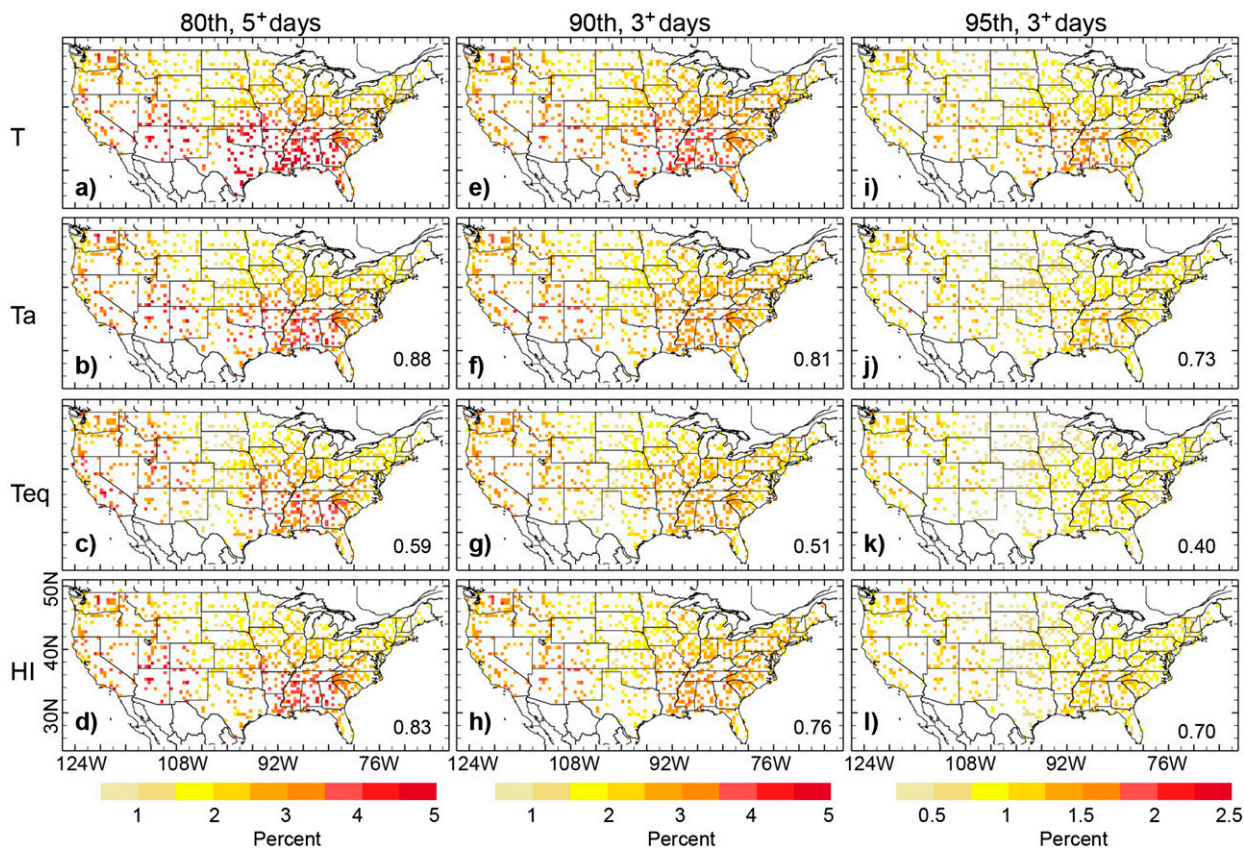 80th, 5+ days 90th, 3+ days 95th, 3+ days
T
a) e) i)
Ta
b) 0.88 f) 0.81 j) 0.73
Teq
c) 0.59 g) 0.51 k) 0.40
HI
50N
40N
30N
d) 0.83 h) 0.76 l) 0.70
124W 108W 92W 76W 124W 108W 92W 76W 124W 108W 92W 76W
1 2 3 4 5 1 2 3 4 5 0.5 1 1.5 2 2.5
Percent Percent Percent